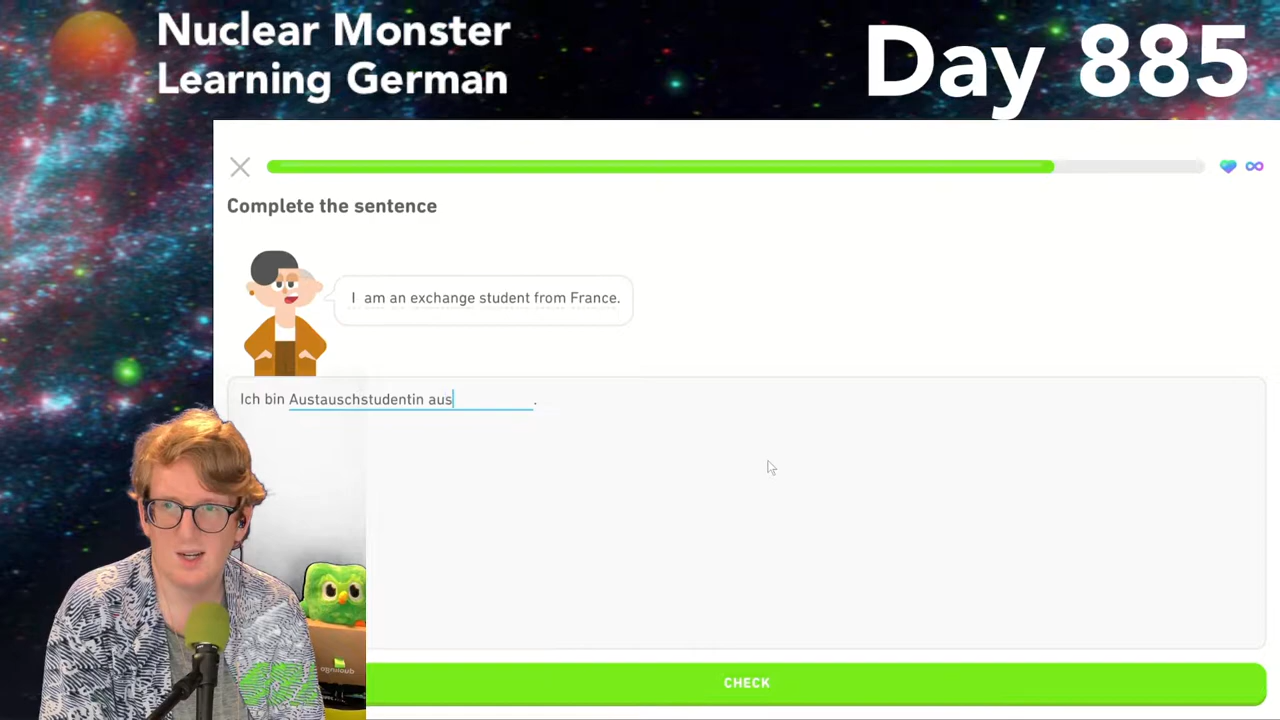 Nuclear Monster
Learning German
Day 885
Complete the sentence
I am an exchange student from France.
Ich bin Austauschstudentin aus .
CHECK